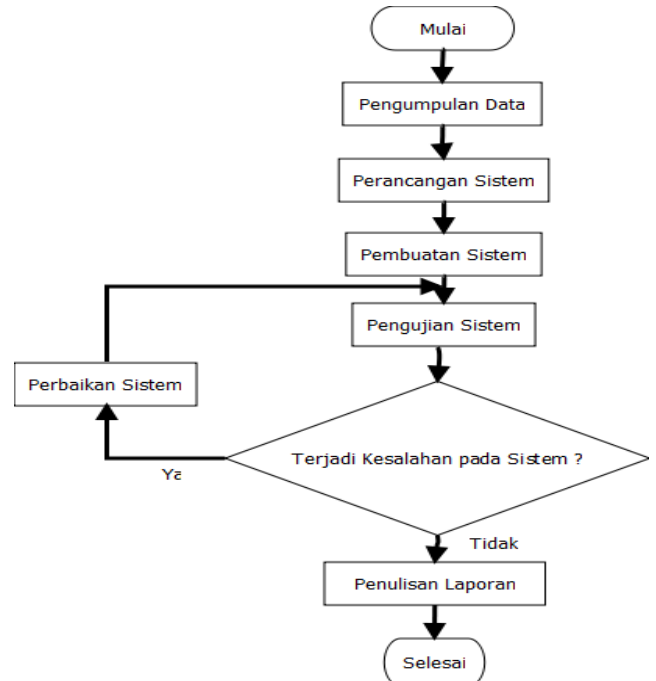 Mulai
Pengumpulan Data
Perancangan Sistem
Pembuatan Sistem
Pengujian Sistem
Perbaikan Sistem
Terjadi Kesalahan pada Sistem ?
Ya
Tidak
Penulisan Laporan
Selesai